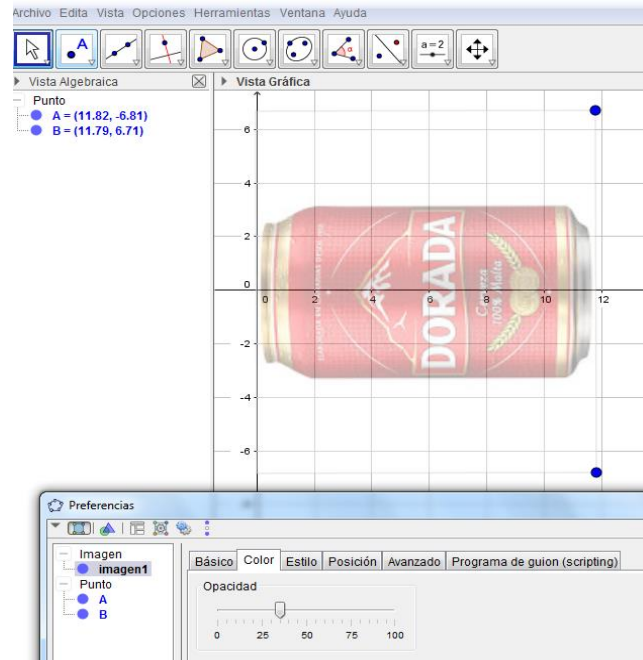 Archivo Edita Vista Opciones Herramientas Ventana Ayuda
A
a=2
Vista Algebraica
Vista Gráfica
Punto
A = (11.82, -6.81)
B = (11.79, 6.71)
6
4
2
0
0 2 4 6 8 10 12
-2
-4
-6
DORADA
Cerveza
100% Malta
Preferencias
Imagen
imagen1
Punto
A
B
Básico Color Estilo Posición Avanzado Programa de guion (scripting)
Opacidad
0 25 50 75 100